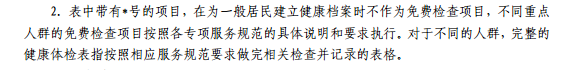 2．表中带有*号的项目，在为一般居民建立健康档案时不作为免费检查项目，不同重点
人群的免费检查项目按照各专项服务规范的具体说明和要求执行。对于不同的人群，完整的
健康体检表指按照相应服务规范要求做完相关检查并记录的表格。